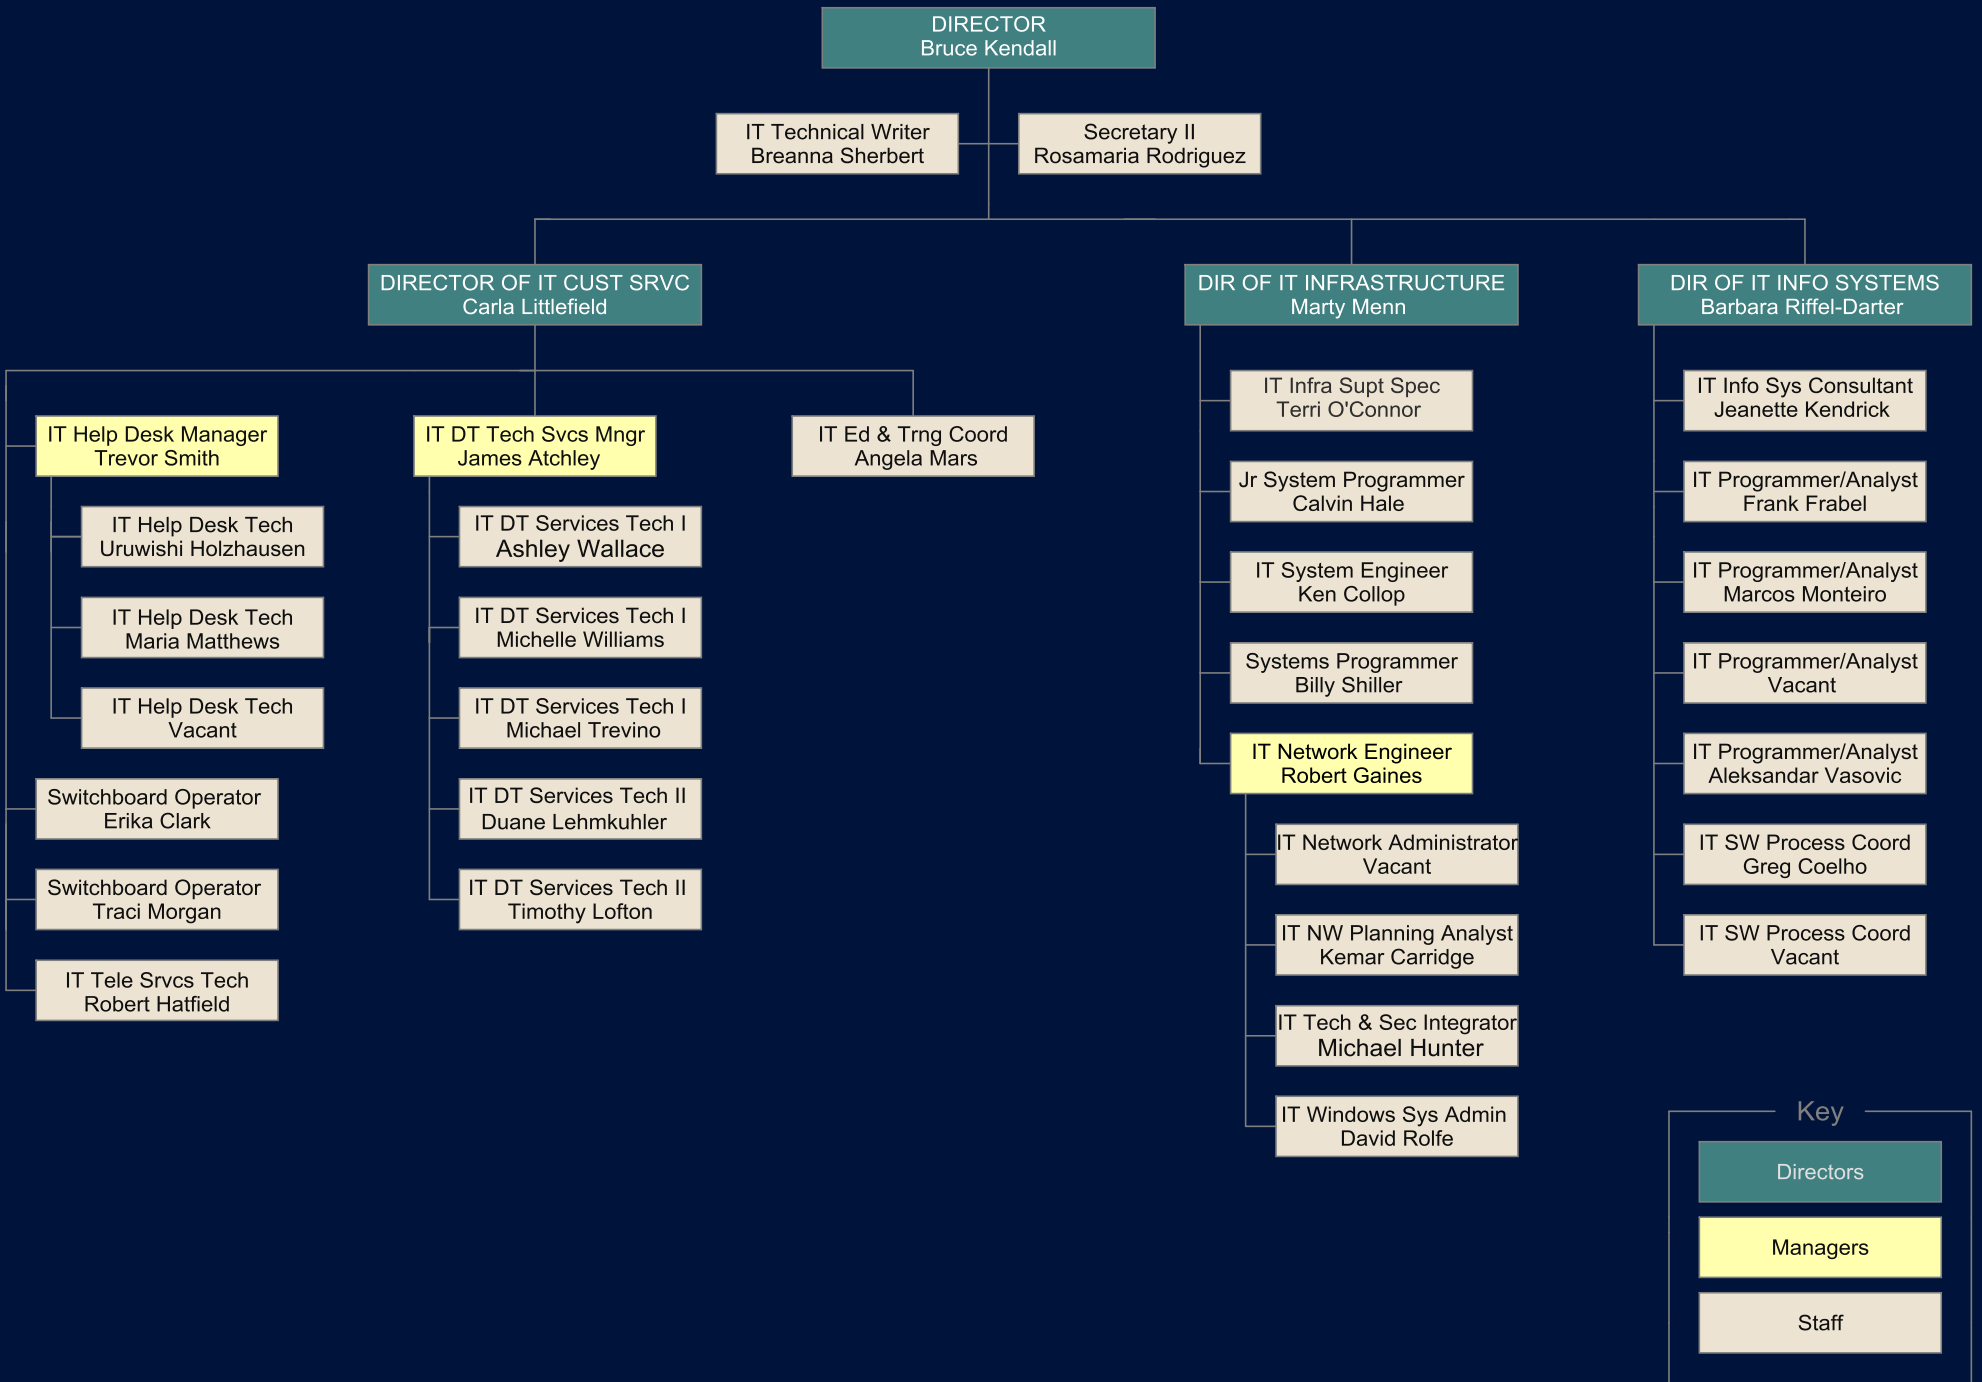 DIRECTOR
Bruce Kendall
IT Technical Writer
Breanna Sherbert
Secretary II
Rosamaria Rodriguez
DIRECTOR OF IT CUST SRVC
Carla Littlefield
DIR OF IT INFRASTRUCTURE
Marty Menn
DIR OF IT INFO SYSTEMS
Barbara Riffel-Darter
IT Help Desk Manager
Trevor Smith
IT Help Desk Tech
Uruwishi Holzhausen
IT Help Desk Tech
Maria Matthews
IT Help Desk Tech
Vacant
Switchboard Operator
Erika Clark
Switchboard Operator
Traci Morgan
IT Tele Srvcs Tech
Robert Hatfield
IT DT Tech Svcs Mngr
James Atchley
IT DT Services Tech I
Ashley Wallace
IT DT Services Tech I
Michelle Williams
IT DT Services Tech I
Michael Trevino
IT DT Services Tech II
Duane Lehmkuhler
IT DT Services Tech II
Timothy Lofton
IT Ed & Trng Coord
Angela Mars
IT Infra Supt Spec
Terri O'Connor
Jr System Programmer
Calvin Hale
IT System Engineer
Ken Collop
Systems Programmer
Billy Shiller
IT Network Engineer
Robert Gaines
IT Network Administrator
Vacant
IT NW Planning Analyst
Kemar Carridge
IT Tech & Sec Integrator
Michael Hunter
IT Windows Sys Admin
David Rolfe
IT Info Sys Consultant
Jeanette Kendrick
IT Programmer/Analyst
Frank Frabel
IT Programmer/Analyst
Marcos Monteiro
IT Programmer/Analyst
Vacant
IT Programmer/Analyst
Aleksandar Vasovic
IT SW Process Coord
Greg Coelho
IT SW Process Coord
Vacant
Key
Directors
Managers
Staff